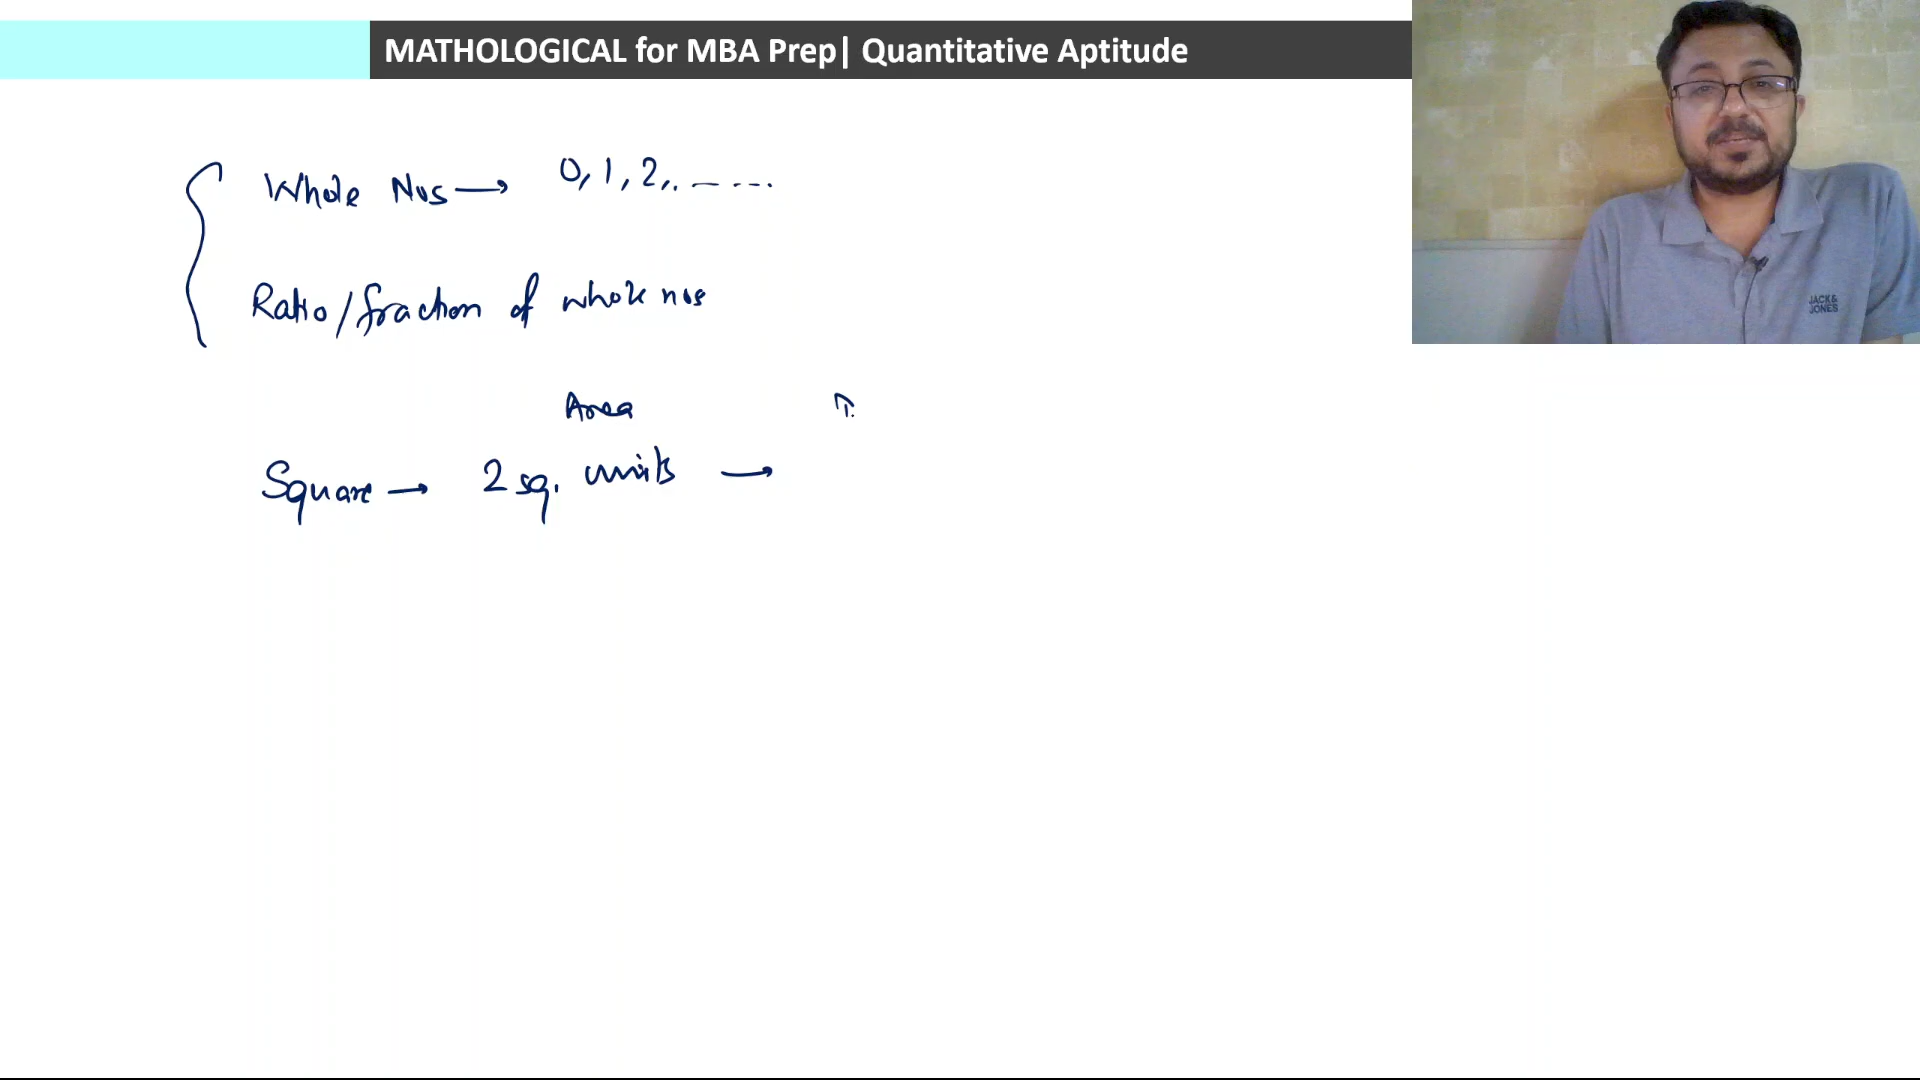 MATHOLOGICAL for MBA Prep| Quantitative Aptitude
Whole Nos → 0, 1, 2, . — - - - .
Ratio/fraction of whole nos
Area
Square → 2 sq. units →
JACK&
JONES